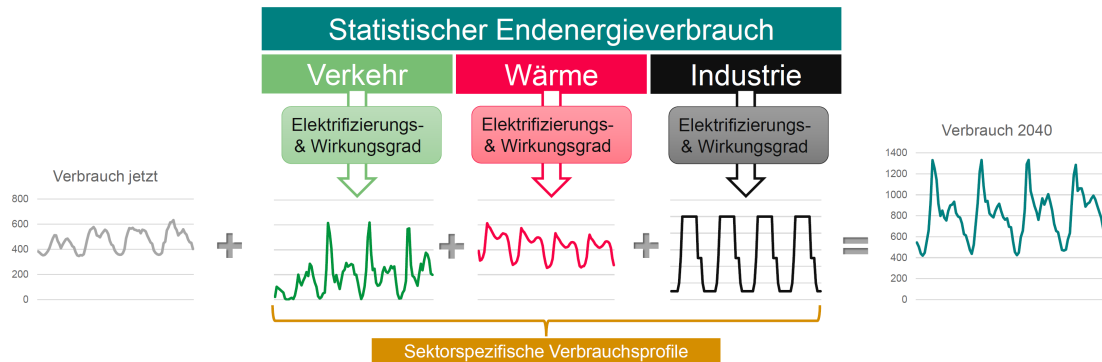 Statistischer Endenergieverbrauch
Verkehr
Wärme
Industrie
Elektrifizierungs-
& Wirkungsgrad
Elektrifizierungs-
& Wirkungsgrad
Elektrifizierungs-
& Wirkungsgrad
Verbrauch jetzt
800
600
400
200
0
+
+
+
=
Verbrauch 2040
1400
1200
1000
800
600
400
200
0
Sektorspezifische Verbrauchsprofile